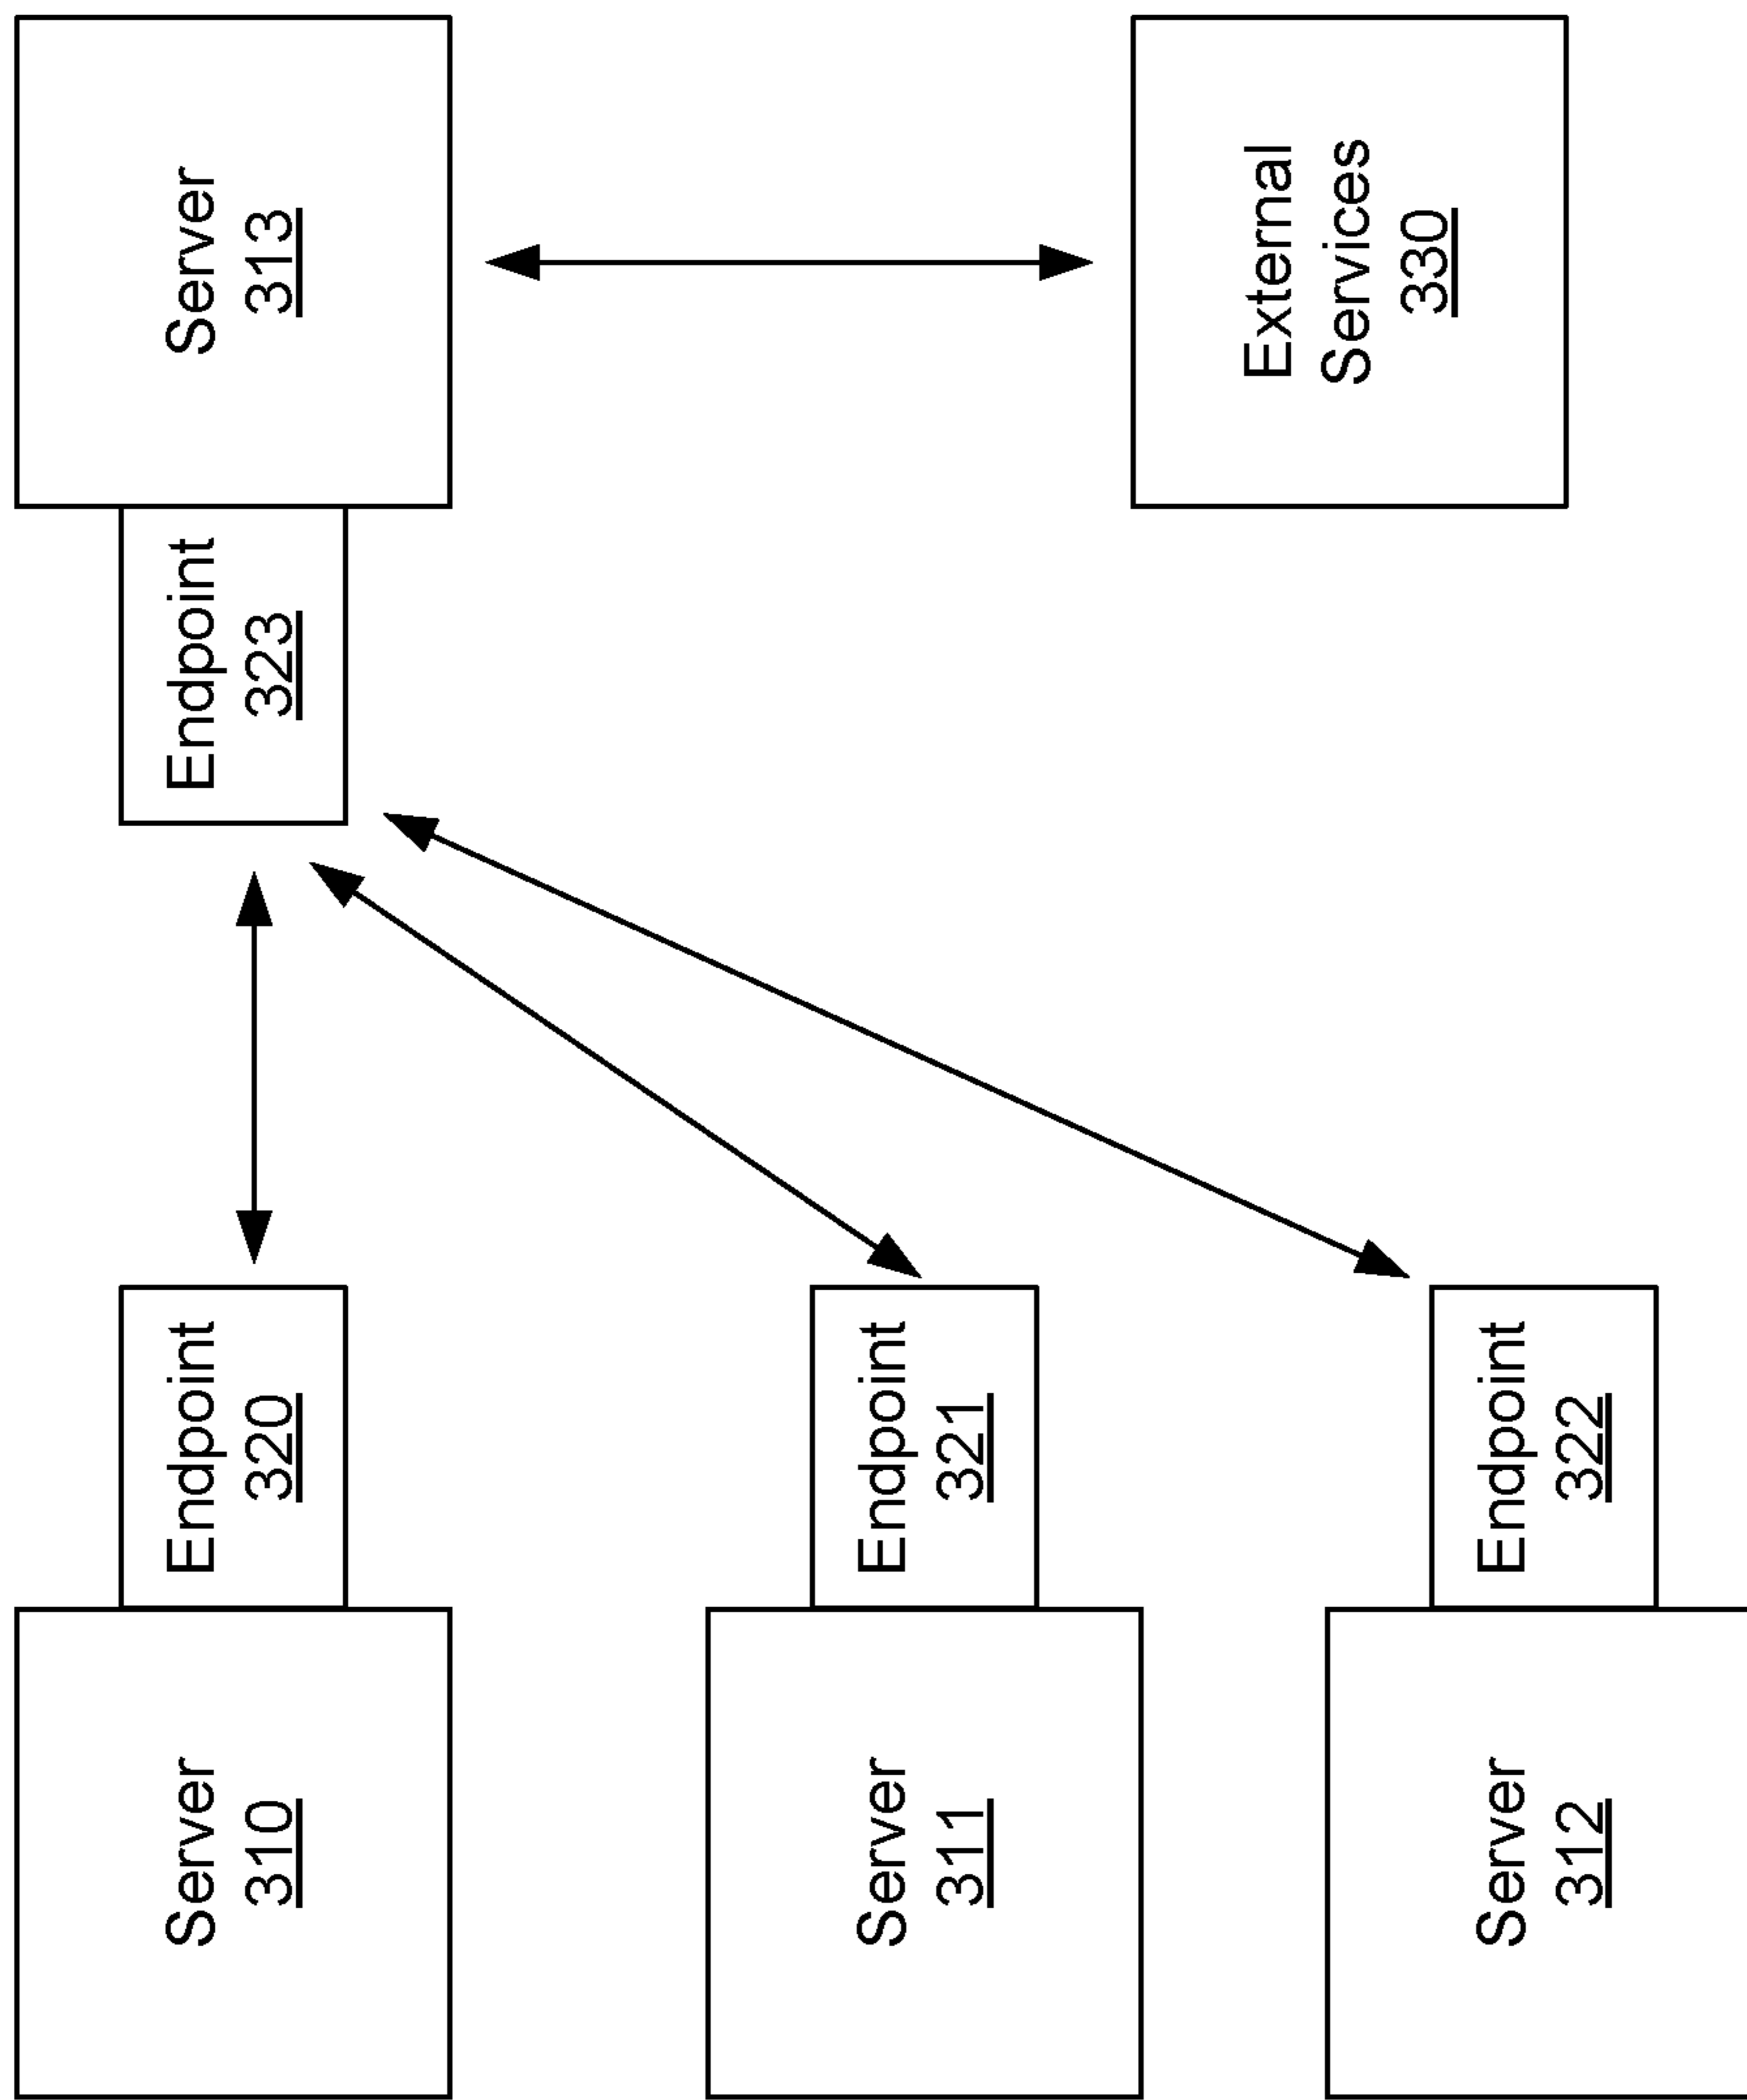 Server
310
Endpoint
320
Endpoint
323
Server
313
Server
311
Endpoint
321
External
Services
330
Server
312
Endpoint
322